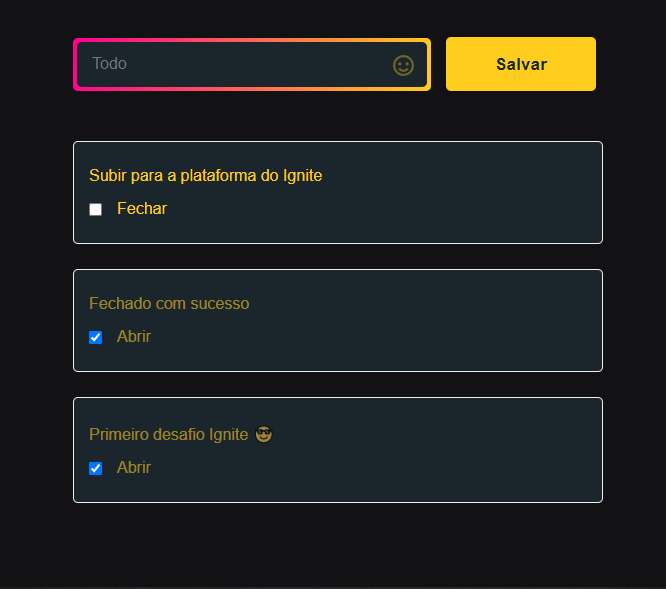 Todo
Salvar
Subir para a plataforma do Ignite
Fechar
Fechado com sucesso
Abrir
Primeiro desafio Ignite 😎
Abrir